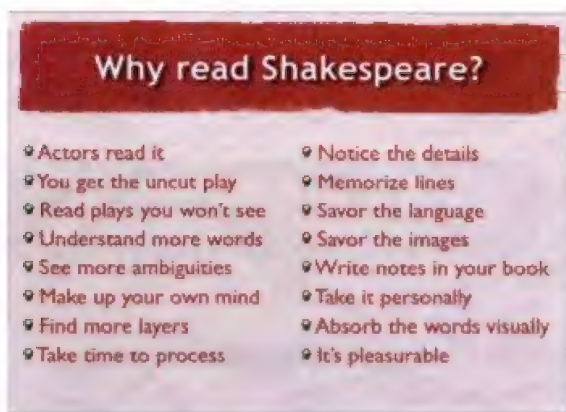 Why read Shakespeare?
Actors read it
You get the uncut play
Read plays you won't see
Understand more words
See more ambiguities
Make up your own mind
Find more layers
Take time to process
Notice the details
Memorize lines
Savor the language
Savor the images
Write notes in your book
Take it personally
Absorb the words visually
It's pleasurable